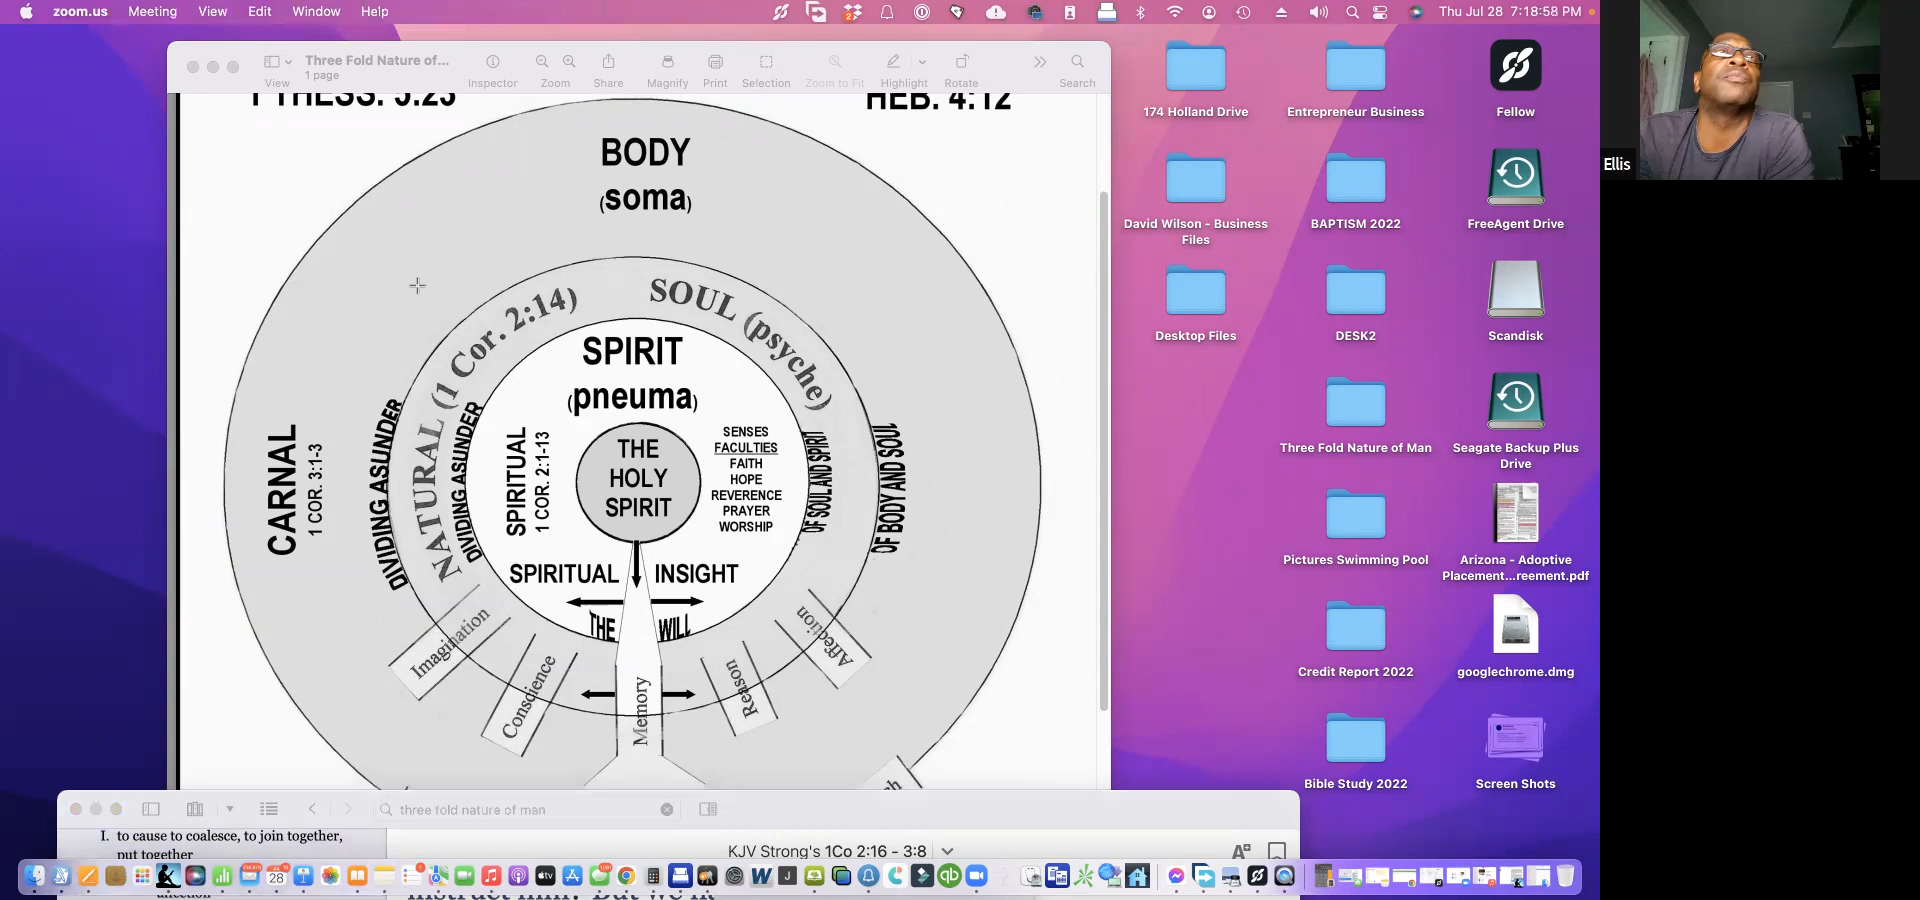 zoom.us Meeting View Edit Window Help
Thu Jul 28 7:18:58 PM
Three Fold Nature of...
1 page
View Inspector Zoom Share Magnify Print Selection Zoom to Fit Highlight Rotate Search
1 THESS. 5:23
HEB. 4:12
BODY
(soma)
NATURAL (1 Cor. 2:14)
SOUL (psyche)
SPIRIT
(pneuma)
CARNAL
1 COR. 3:1-3
DIVIDING ASUNDER
DIVIDING ASUNDER
SPIRITUAL
1 COR. 2:1-13
THE
HOLY
SPIRIT
SENSES
FACULTIES
FAITH
HOPE
REVERENCE
PRAYER
WORSHIP
OF SOUL AND SPIRIT
OF BODY AND SOUL
SPIRITUAL INSIGHT
THE WILL
Imagination
Conscience
Memory
Reason
Affection
three fold nature of man
I. to cause to coalesce, to join together,
put together
KJV Strong's 1Co 2:16 - 3:8
174 Holland Drive
Entrepreneur Business
Fellow
David Wilson - Business
Files
BAPTISM 2022
FreeAgent Drive
Desktop Files
DESK2
Scandisk
Three Fold Nature of Man
Seagate Backup Plus
Drive
Pictures Swimming Pool
Arizona - Adoptive
Placement...reement.pdf
Credit Report 2022
googlechrome.dmg
Bible Study 2022
Screen Shots
Ellis